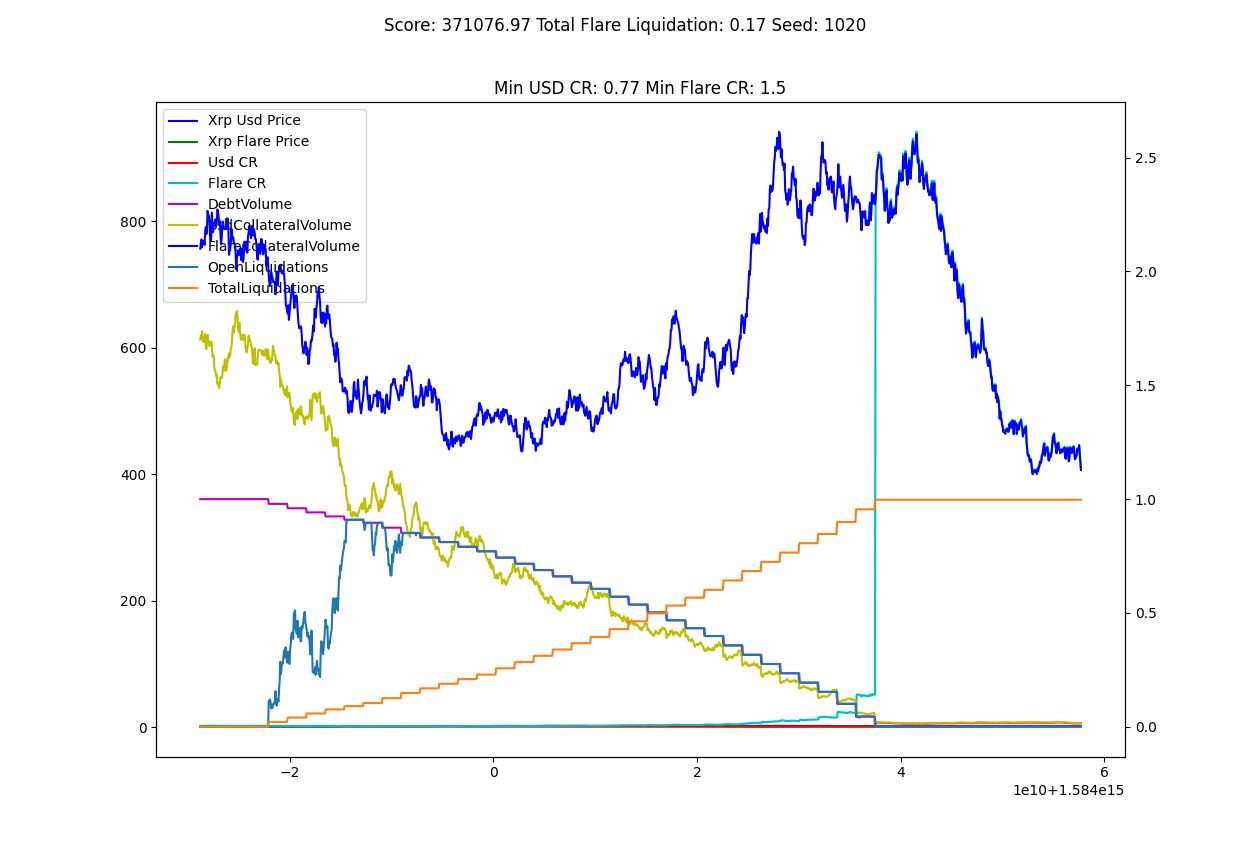 Score: 371076.97 Total Flare Liquidation: 0.17 Seed: 1020
Min USD CR: 0.77 Min Flare CR: 1.5
Xrp Usd Price
Xrp Flare Price
Usd CR
Flare CR
DebtVolume
UsdCollateralVolume
FlareCollateralVolume
OpenLiquidations
TotalLiquidations
800
600
400
200
0
2.5
2.0
1.5
1.0
0.5
0.0
−2
0
2
4
6
1e10+1.584e15